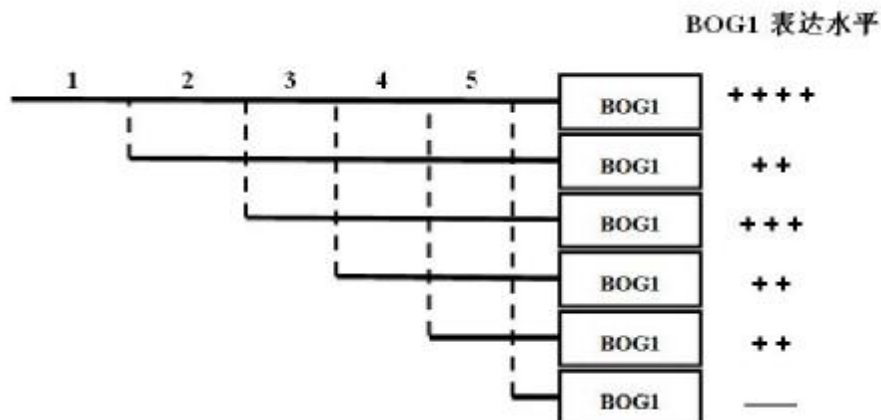 BOG1 表达水平
1 2 3 4 5
BOG1 ++++
BOG1 ++
BOG1 +++
BOG1 ++
BOG1 ++
BOG1 —